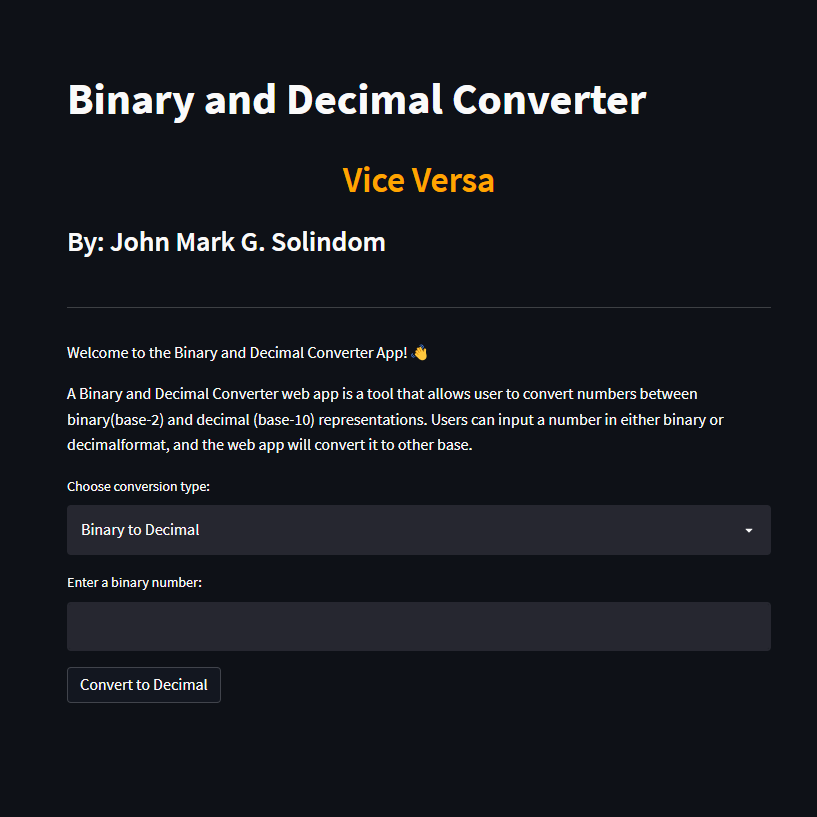 Binary and Decimal Converter
Vice Versa
By: John Mark G. Solindom
Welcome to the Binary and Decimal Converter App! 👋
A Binary and Decimal Converter web app is a tool that allows user to convert numbers between
binary(base-2) and decimal (base-10) representations. Users can input a number in either binary or
decimalformat, and the web app will convert it to other base.
Choose conversion type:
Binary to Decimal
Enter a binary number:
Convert to Decimal